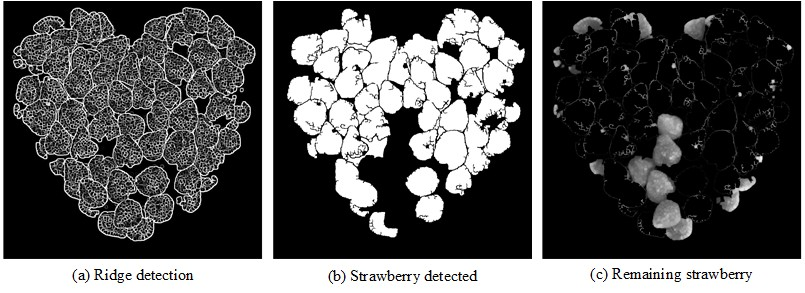 (a) Ridge detection
(b) Strawberry detected
(c) Remaining strawberry